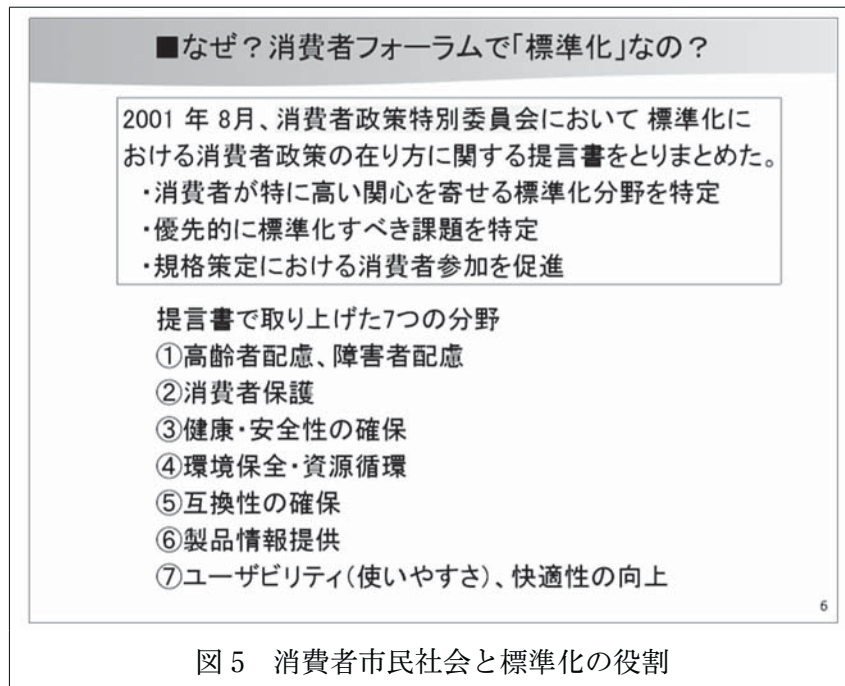 ■なぜ？消費者フォーラムで「標準化」なの？
2001 年 8月、消費者政策特別委員会において 標準化に
おける消費者政策の在り方に関する提言書をとりまとめた。
・消費者が特に高い関心を寄せる標準化分野を特定
・優先的に標準化すべき課題を特定
・規格策定における消費者参加を促進
提言書で取り上げた7つの分野
①高齢者配慮、障害者配慮
②消費者保護
③健康・安全性の確保
④環境保全・資源循環
⑤互換性の確保
⑥製品情報提供
⑦ユーザビリティ(使いやすさ)、快適性の向上
6
図 5　消費者市民社会と標準化の役割